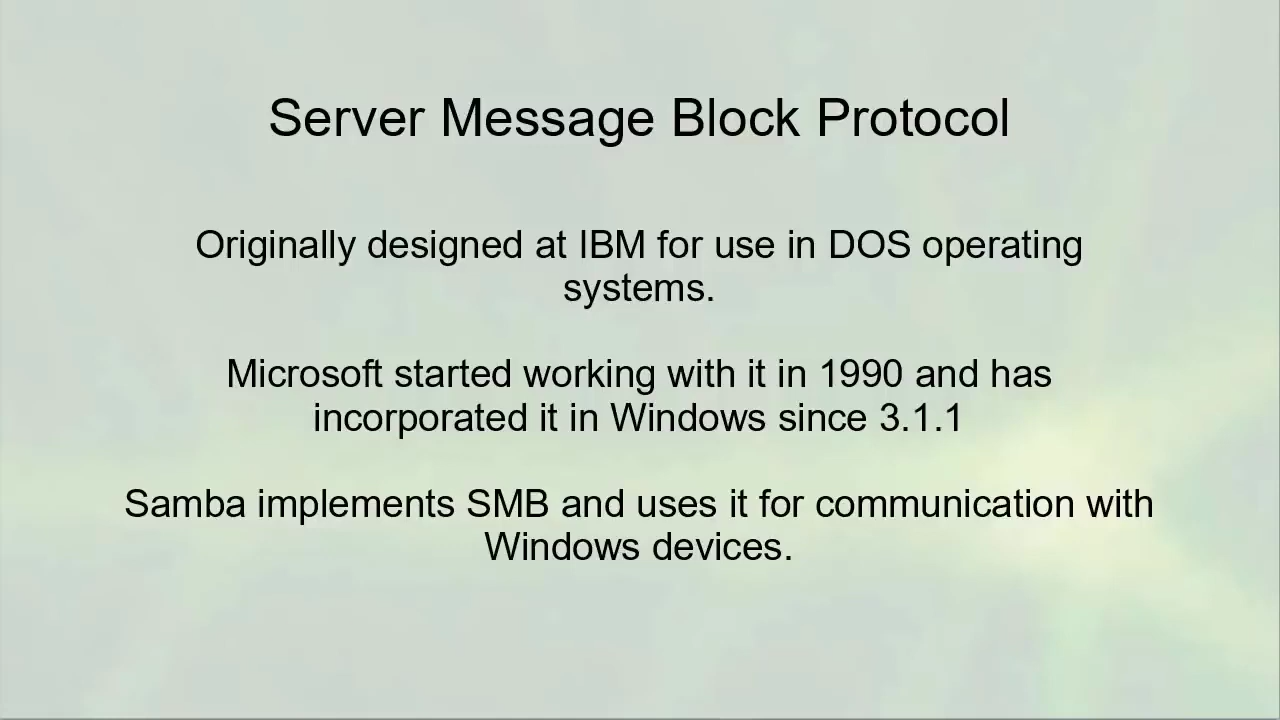 Server Message Block Protocol
Originally designed at IBM for use in DOS operating
systems.
Microsoft started working with it in 1990 and has
incorporated it in Windows since 3.1.1
Samba implements SMB and uses it for communication with
Windows devices.